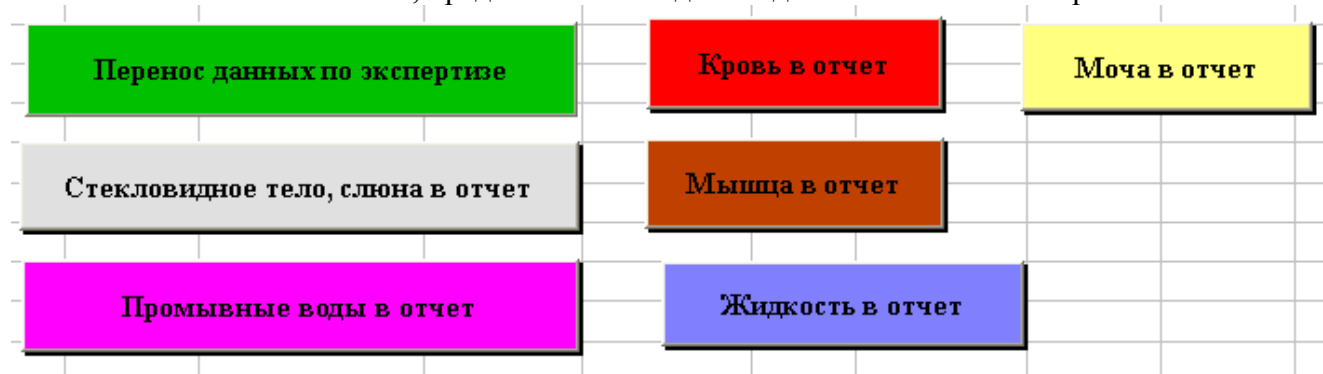 Перенос данных по экспертизе
Кровь в отчет
Моча в отчет
Стекловидное тело, слюна в отчет
Мышца в отчет
Промывные воды в отчет
Жидкость в отчет